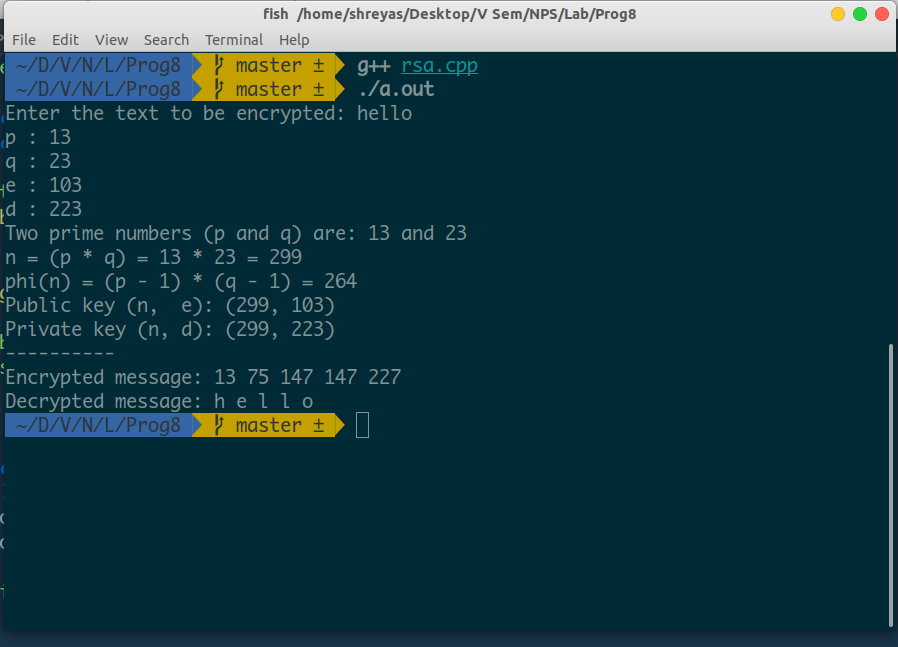 fish /home/shreyas/Desktop/V Sem/NPS/Lab/Prog8
File Edit View Search Terminal Help
~/D/V/N/L/Prog8 master ± g++ rsa.cpp
~/D/V/N/L/Prog8 master ± ./a.out
Enter the text to be encrypted: hello
p : 13
q : 23
e : 103
d : 223
Two prime numbers (p and q) are: 13 and 23
n = (p * q) = 13 * 23 = 299
phi(n) = (p - 1) * (q - 1) = 264
Public key (n,  e): (299, 103)
Private key (n, d): (299, 223)
----------
Encrypted message: 13 75 147 147 227
Decrypted message: h e l l o
~/D/V/N/L/Prog8 master ±